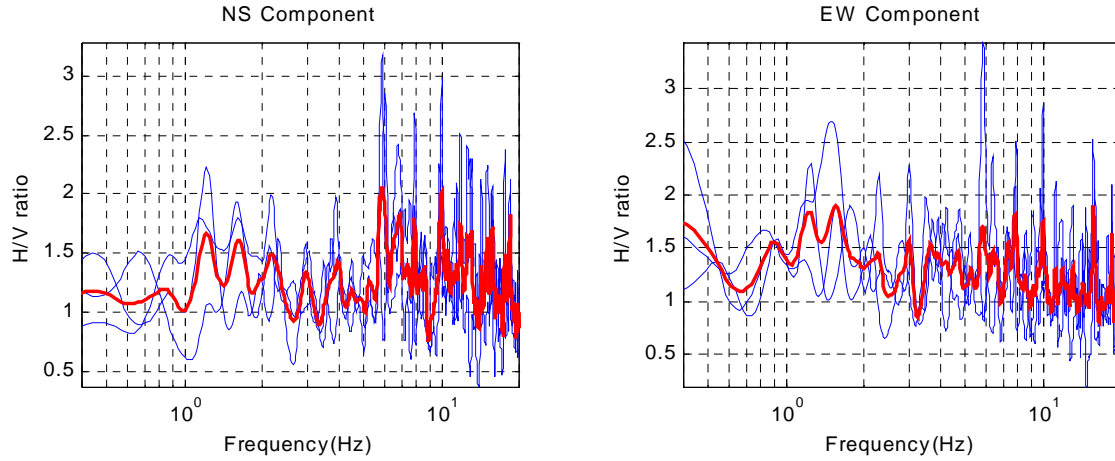 NS Component
EW Component
H/V ratio
3
2.5
2
1.5
1
0.5
10^0
10^1
Frequency(Hz)
H/V ratio
3
2.5
2
1.5
1
0.5
10^0
10^1
Frequency(Hz)